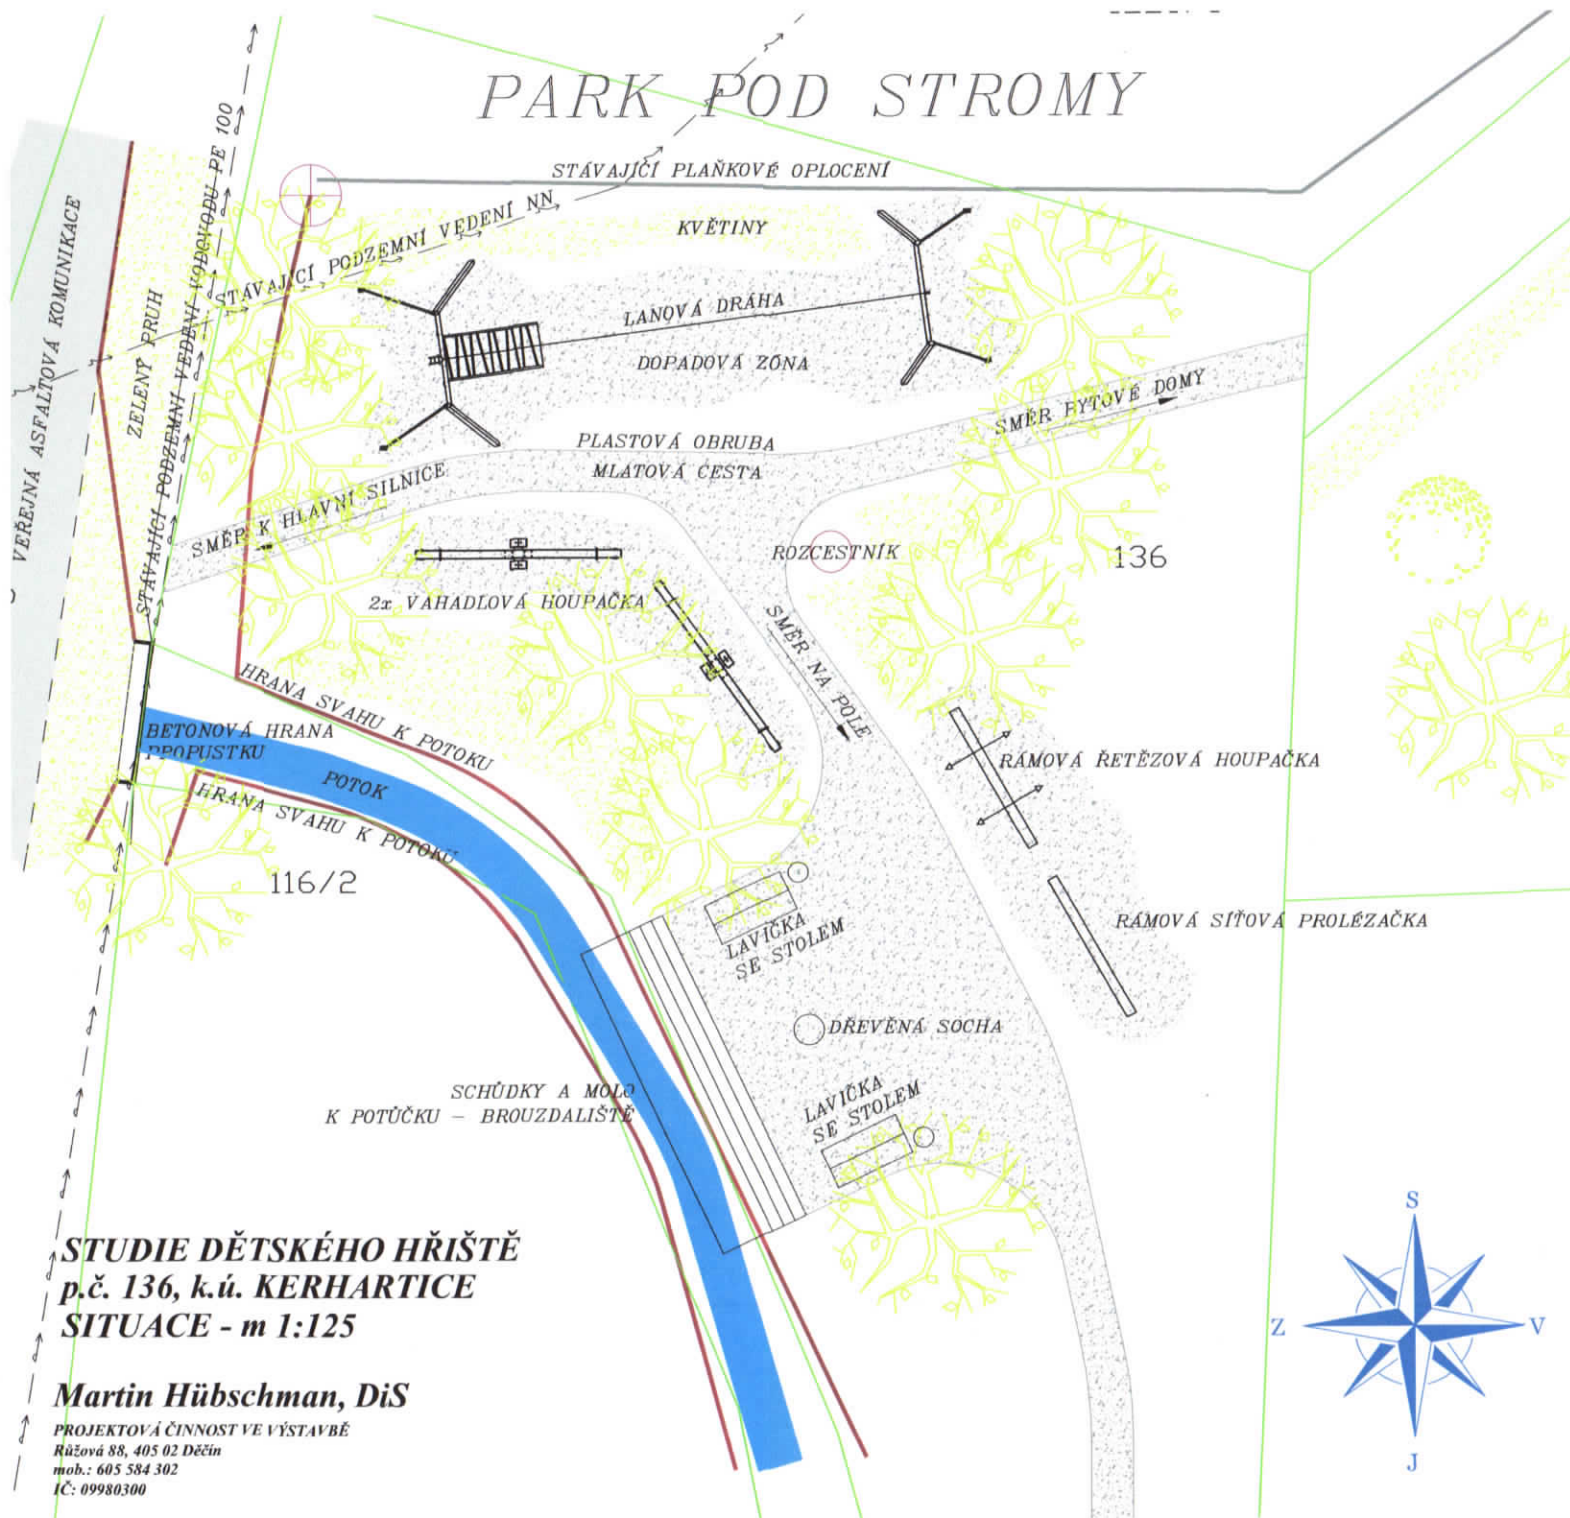 PARK POD STROMY
STÁVAJÍCÍ PLAŇKOVÉ OPLOCENÍ
KVĚTINY
STÁVAJÍCÍ PODZEMNÍ VEDENÍ NN
STÁVAJÍCÍ PODZEMNÍ VEDENÍ VODOVODU PE 100
VEŘEJNÁ ASFALTOVÁ KOMUNIKACE
ZELENÝ PRUH
LANOVÁ DRÁHA
DOPADOVÁ ZÓNA
SMĚR BYTOVÉ DOMY
PLASTOVÁ OBRUBA
MLATOVÁ CESTA
SMĚR K HLAVNÍ SILNICE
ROZCESTNÍK
136
2x VAHADLOVÁ HOUPAČKA
SMĚR NA POLE
HRANA SVAHU K POTOKU
BETONOVÁ HRANA
PROPUSTKU
POTOK
HRANA SVAHU K POTOKU
116/2
RÁMOVÁ ŘETĚZOVÁ HOUPAČKA
RÁMOVÁ SÍŤOVÁ PROLÉZAČKA
LAVIČKA
SE STOLEM
DŘEVĚNÁ SOCHA
SCHŮDKY A MOLO
K POTŮČKU – BROUZDALIŠTĚ
LAVIČKA
SE STOLEM
STUDIE DĚTSKÉHO HŘIŠTĚ
p.č. 136, k.ú. KERHARTICE
SITUACE - m 1:125
Martin Hübschman, DiS
PROJEKTOVÁ ČINNOST VE VÝSTAVBĚ
Růžová 88, 405 02 Děčín
mob.: 605 584 302
IČ: 09980300
S
Z
V
J